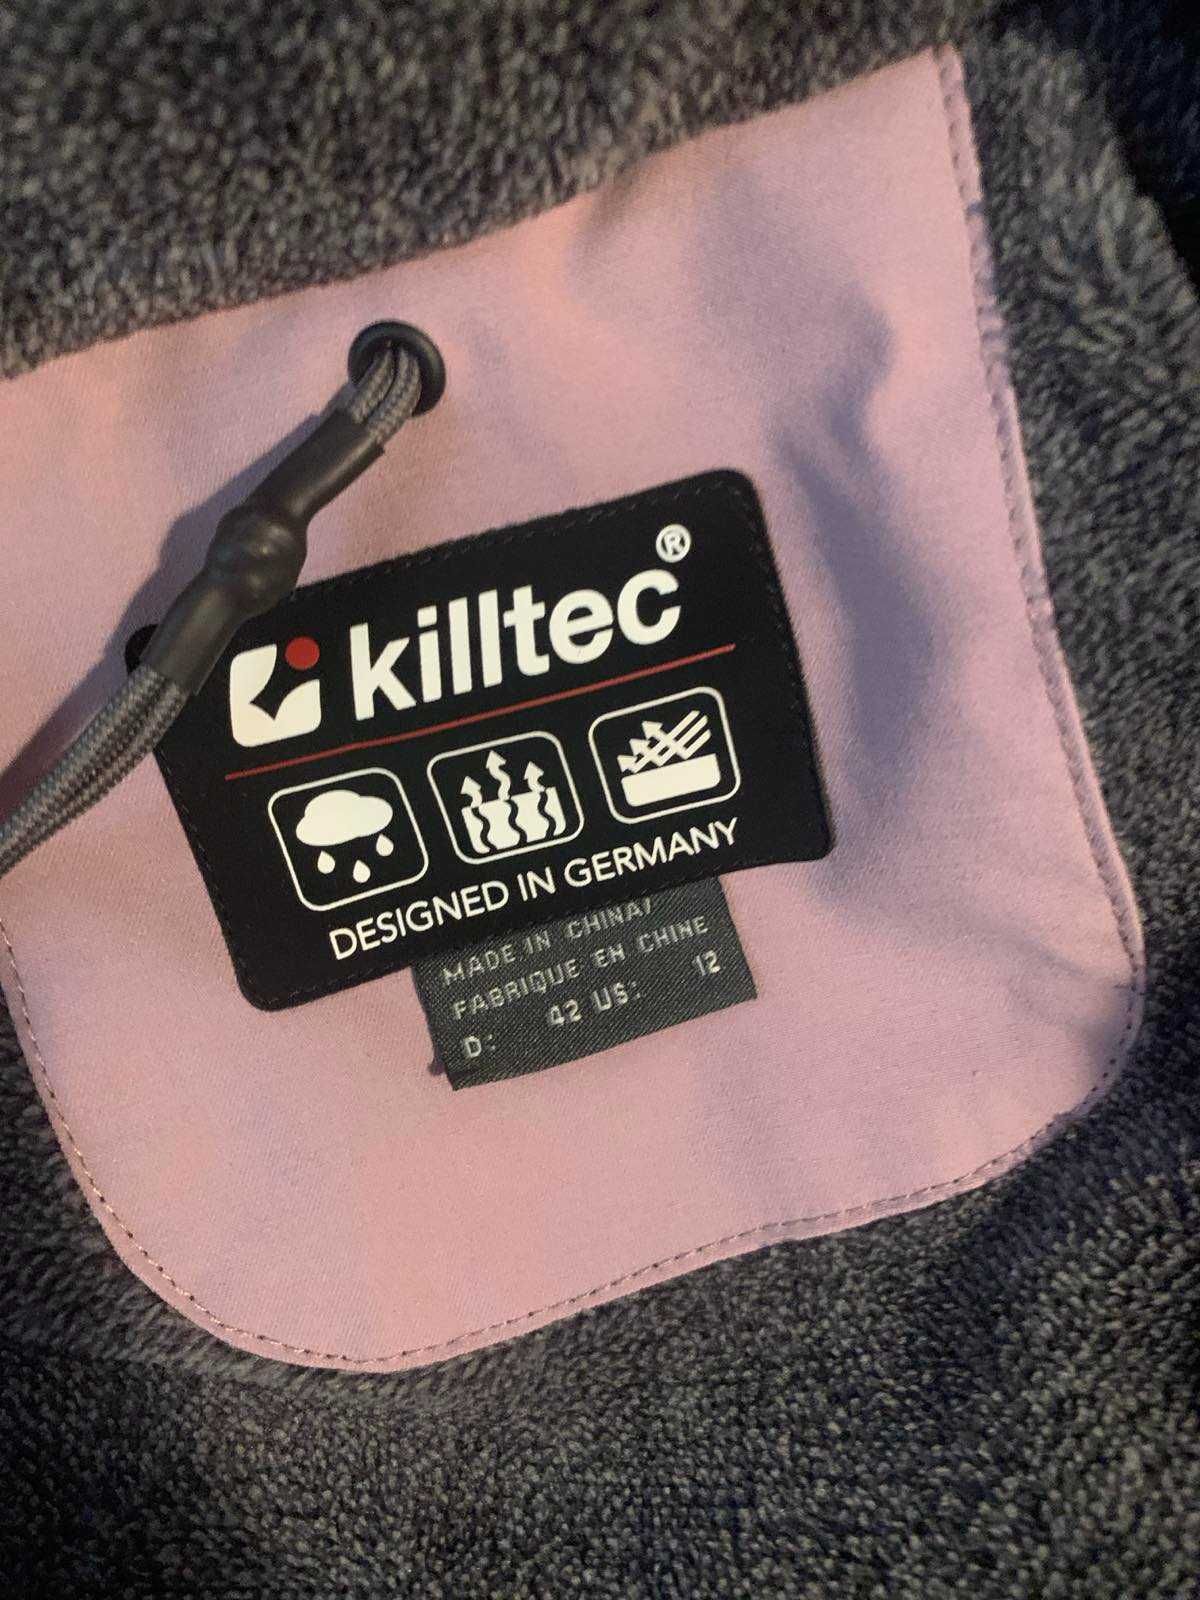 killtec®
DESIGNED IN GERMANY
MADE IN CHINA/
FABRIQUE EN CHINE
D: 42 US: 12